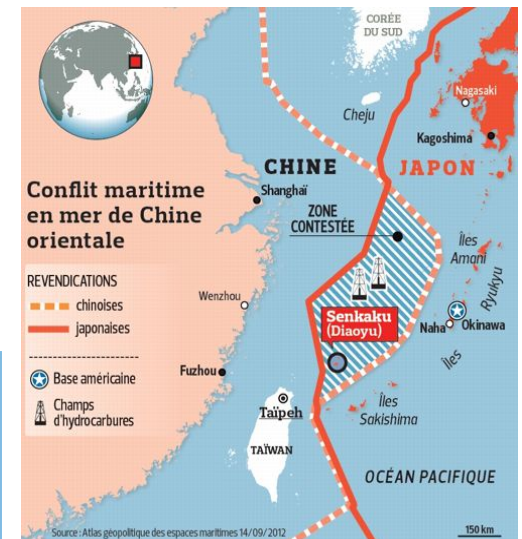 CORÉE
DU SUD
Cheju
Nagasaki
Kagoshima
CHINE
JAPON
Shanghaï
Conflit maritime
en mer de Chine
orientale
ZONE
CONTESTÉE
Îles
Amani
REVENDICATIONS
chinoises
japonaises
Wenzhou
Senkaku
(Diaoyu)
Ryukyu
Naha
Okinawa
Îles
Base américaine
Fuzhou
Champs
d'hydrocarbures
Taïpeh
Îles
Sakishima
TAÏWAN
OCÉAN PACIFIQUE
Source : Atlas géopolitique des espaces maritimes 14/09/2012
150 km